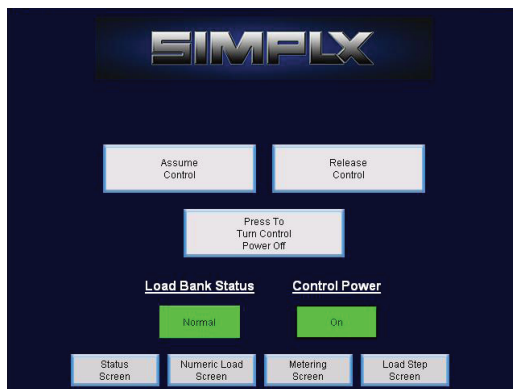 SIMPLX
Assume Release
Control Control
Press To
Turn Control
Power Off
Load Bank Status Control Power
Normal On
Status Numeric Load Metering Load Step
Screen Screen Screen Screen